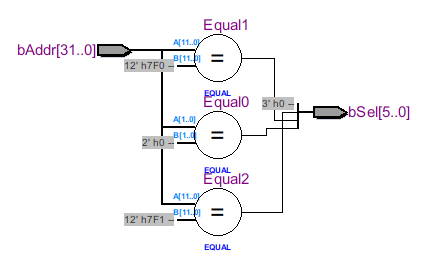 Equal1
bAddr[31..0]
A[11..0]
B[11..0]
12' h7F0
=
EQUAL
3' h0
bSel[5..0]
Equal0
A[1..0]
B[1..0]
2' h0
=
EQUAL
Equal2
A[11..0]
B[11..0]
12' h7F1
=
EQUAL